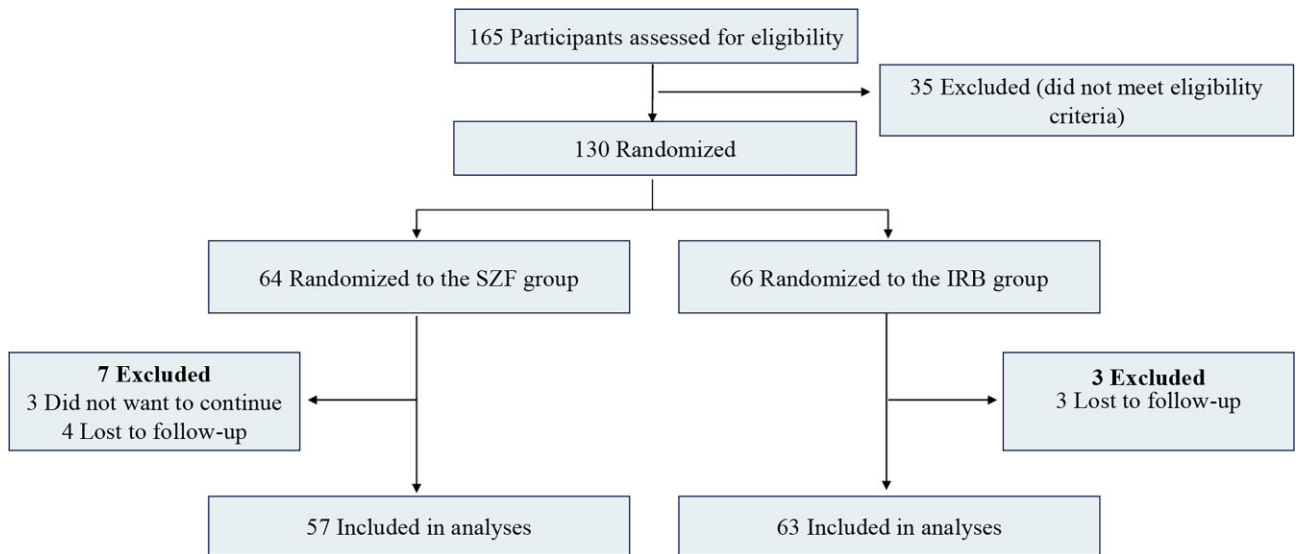 165 Participants assessed for eligibility
35 Excluded (did not meet eligibility
criteria)
130 Randomized
64 Randomized to the SZF group
66 Randomized to the IRB group
7 Excluded
3 Did not want to continue
4 Lost to follow-up
3 Excluded
3 Lost to follow-up
57 Included in analyses
63 Included in analyses